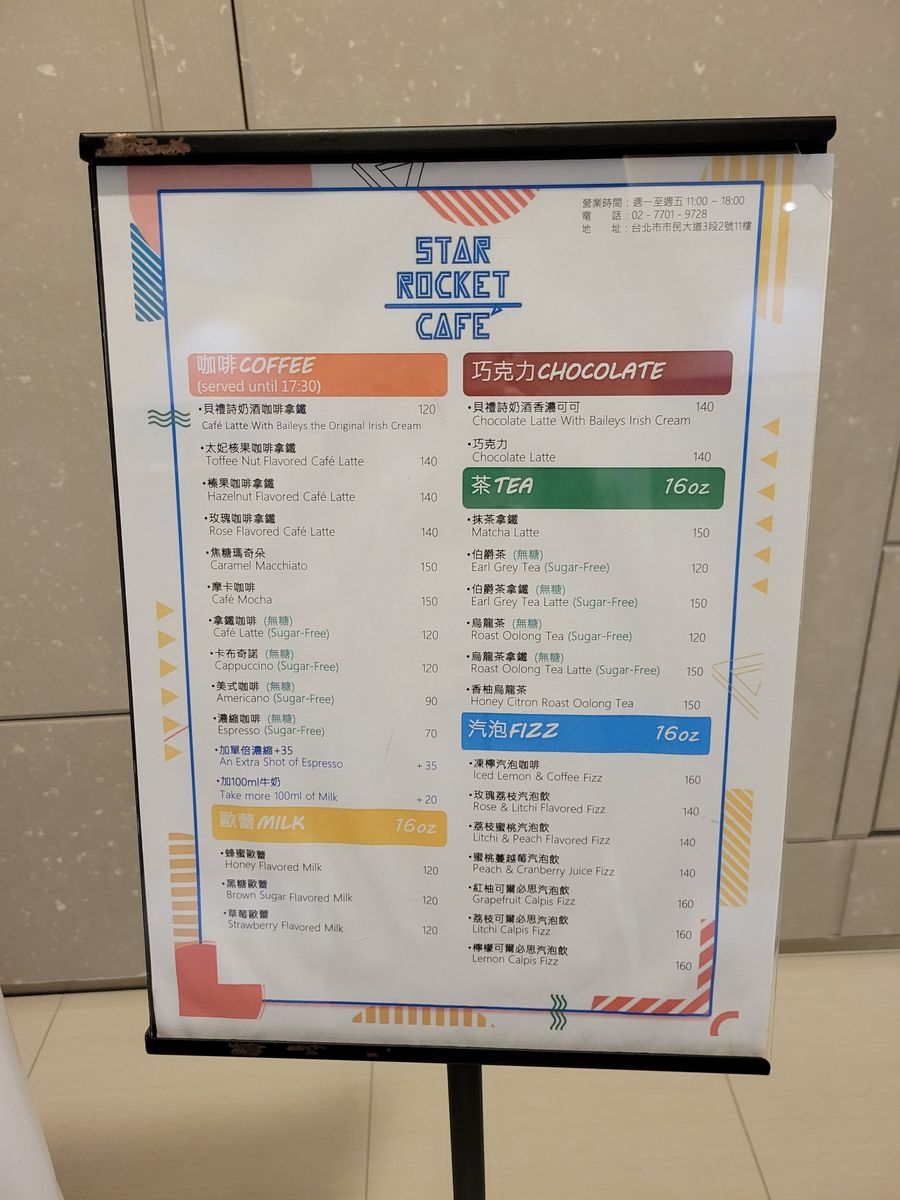 營業時間：週一至週五 11:00 ~ 18:00
電　　話：02 - 7701 - 9728
地　　址：台北市市民大道3段2號11樓
STAR
ROCKET
CAFÉ
咖啡COFFEE
(served until 17:30)
•貝禮詩奶酒咖啡拿鐵 120
Café Latte With Baileys the Original Irish Cream
•太妃核果咖啡拿鐵
Toffee Nut Flavored Café Latte 140
•榛果咖啡拿鐵
Hazelnut Flavored Café Latte 140
•玫瑰咖啡拿鐵
Rose Flavored Café Latte 140
•焦糖瑪奇朵
Caramel Macchiato 150
•摩卡咖啡
Café Mocha 150
•拿鐵咖啡 (無糖)
Café Latte (Sugar-Free) 120
•卡布奇諾 (無糖)
Cappuccino (Sugar-Free) 120
•美式咖啡 (無糖)
Americano (Sugar-Free) 90
•濃縮咖啡 (無糖)
Espresso (Sugar-Free) 70
•加單倍濃縮+35
An Extra Shot of Espresso +35
•加100ml牛奶
Take more 100ml of Milk +20
歐蕾MILK 16oz
•蜂蜜歐蕾
Honey Flavored Milk 120
•黑糖歐蕾
Brown Sugar Flavored Milk 120
•草莓歐蕾
Strawberry Flavored Milk 120
巧克力CHOCOLATE
•貝禮詩奶酒香濃可可 140
Chocolate Latte With Baileys Irish Cream
•巧克力
Chocolate Latte 140
茶TEA 16oz
•抹茶拿鐵
Matcha Latte 150
•伯爵茶 (無糖)
Earl Grey Tea (Sugar-Free) 120
•伯爵茶拿鐵 (無糖)
Earl Grey Tea Latte (Sugar-Free) 150
•烏龍茶 (無糖)
Roast Oolong Tea (Sugar-Free) 120
•烏龍茶拿鐵 (無糖)
Roast Oolong Tea Latte (Sugar-Free) 150
•香柚烏龍茶
Honey Citron Roast Oolong Tea 150
汽泡FIZZ 16oz
•凍檸汽泡咖啡
Iced Lemon & Coffee Fizz 160
•玫瑰荔枝汽泡飲
Rose & Litchi Flavored Fizz 140
•荔枝蜜桃汽泡飲
Litchi & Peach Flavored Fizz 140
•蜜桃蔓越莓汽泡飲
Peach & Cranberry Juice Fizz 140
•紅柚可爾必思汽泡飲
Grapefruit Calpis Fizz 160
•荔枝可爾必思汽泡飲
Litchi Calpis Fizz 160
•檸檬可爾必思汽泡飲
Lemon Calpis Fizz 160